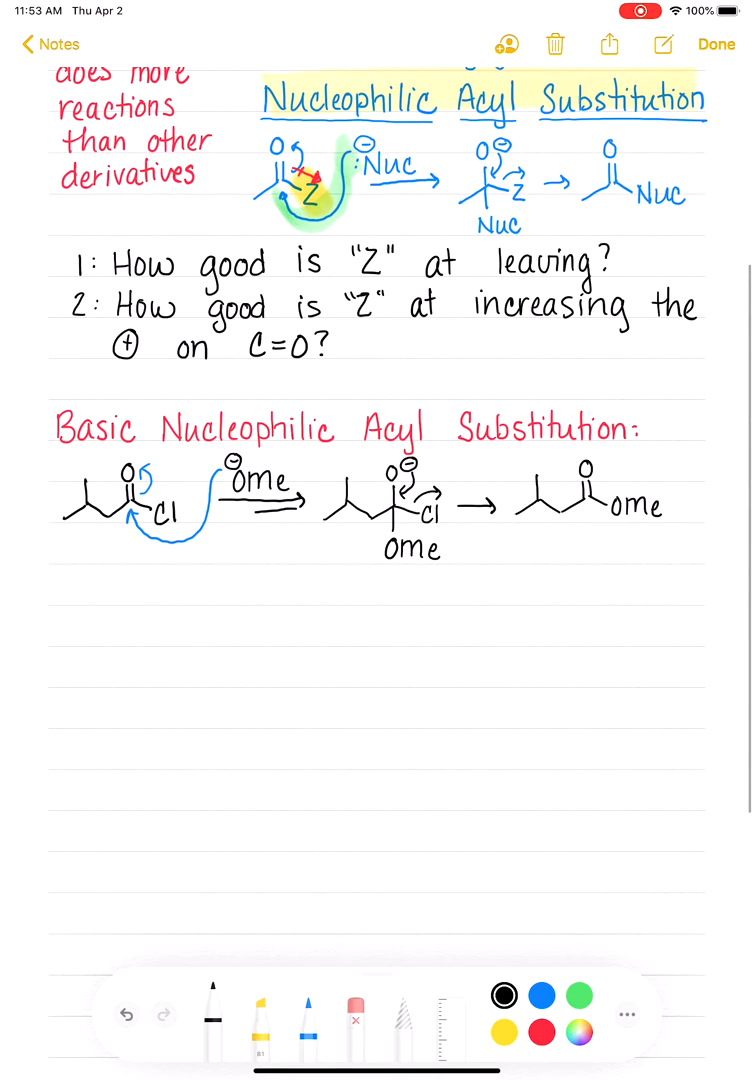 11:53 AM Thu Apr 2
100%
Notes
Done
does more
reactions
than other
derivatives
Nucleophilic Acyl Substitution
O
Z
⊖
:Nuc
O⊖
Z
Nuc
O
Nuc
1: How good is "Z" at leaving?
2: How good is "Z" at increasing the
⊕ on C=O?
Basic Nucleophilic Acyl Substitution:
O
Cl
⊖
OMe
O⊖
Cl
OMe
O
OMe
81